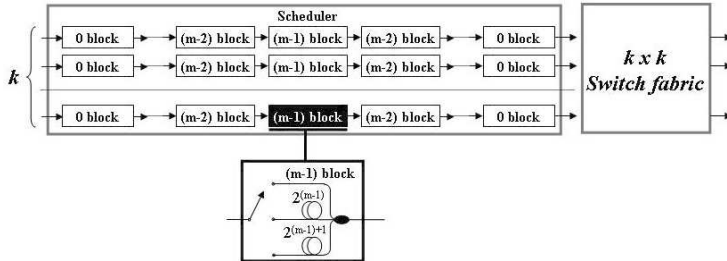 Scheduler
0 block (m-2) block (m-1) block (m-2) block 0 block
0 block (m-2) block (m-1) block (m-2) block 0 block
k
k x k
Switch fabric
0 block (m-2) block (m-1) block (m-2) block 0 block
(m-1) block
2^(m-1)
2^(m-1)+1